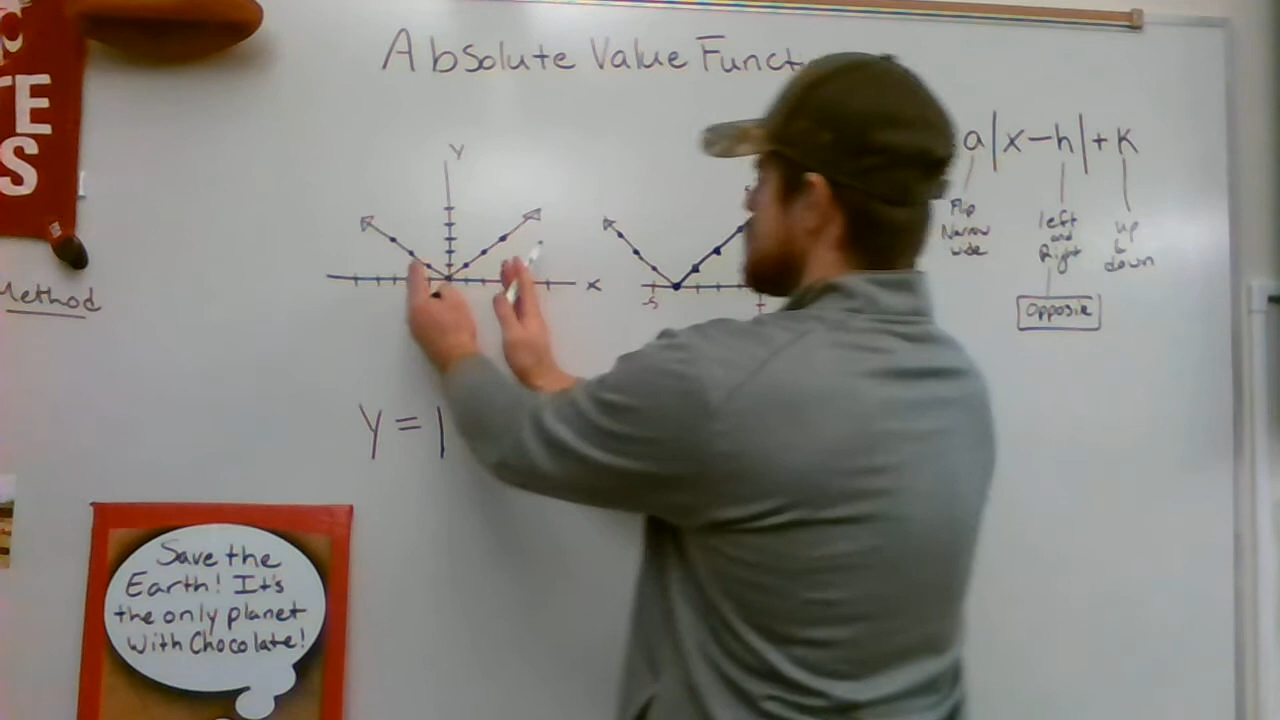 Absolute Value Funct
a|x-h|+k
Flip
Narrow
wide
left
and
Right
up
&
down
Opposite
Y
X
-5
Y = |
Method
TES
Save the
Earth! It's
the only planet
With Chocolate!